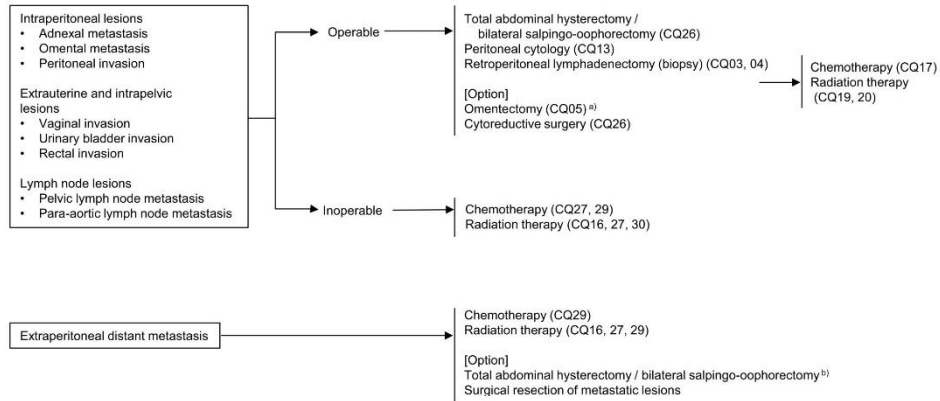 Intraperitoneal lesions
• Adnexal metastasis
• Omental metastasis
• Peritoneal invasion
Extrauterine and intrapelvic
lesions
• Vaginal invasion
• Urinary bladder invasion
• Rectal invasion
Lymph node lesions
• Pelvic lymph node metastasis
• Para-aortic lymph node metastasis
Operable
Total abdominal hysterectomy /
bilateral salpingo-oophorectomy (CQ26)
Peritoneal cytology (CQ13)
Retroperitoneal lymphadenectomy (biopsy) (CQ03, 04)
[Option]
Omentectomy (CQ05) a)
Cytoreductive surgery (CQ26)
Chemotherapy (CQ17)
Radiation therapy
(CQ19, 20)
Inoperable
Chemotherapy (CQ27, 29)
Radiation therapy (CQ16, 27, 30)
Extraperitoneal distant metastasis
Chemotherapy (CQ29)
Radiation therapy (CQ16, 27, 29)
[Option]
Total abdominal hysterectomy / bilateral salpingo-oophorectomy b)
Surgical resection of metastatic lesions